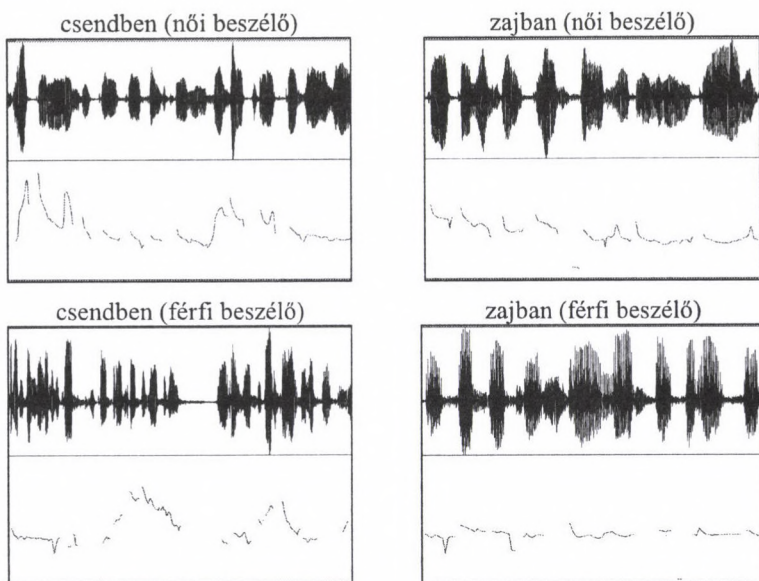 csendben (női beszélő)
zajban (női beszélő)
csendben (férfi beszélő)
zajban (férfi beszélő)